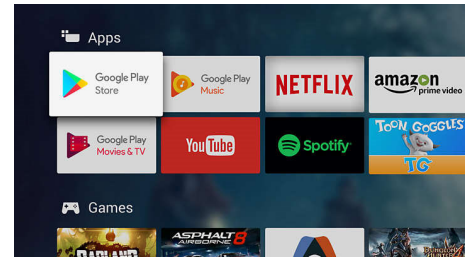 Apps
Google Play
Store
Google Play
Music
NETFLIX
amazon
prime video
Google Play
Movies & TV
YouTube
Spotify
TOON GOGGLES
TG
Games
BADLAND
ASPHALT 8
AIRBORNE